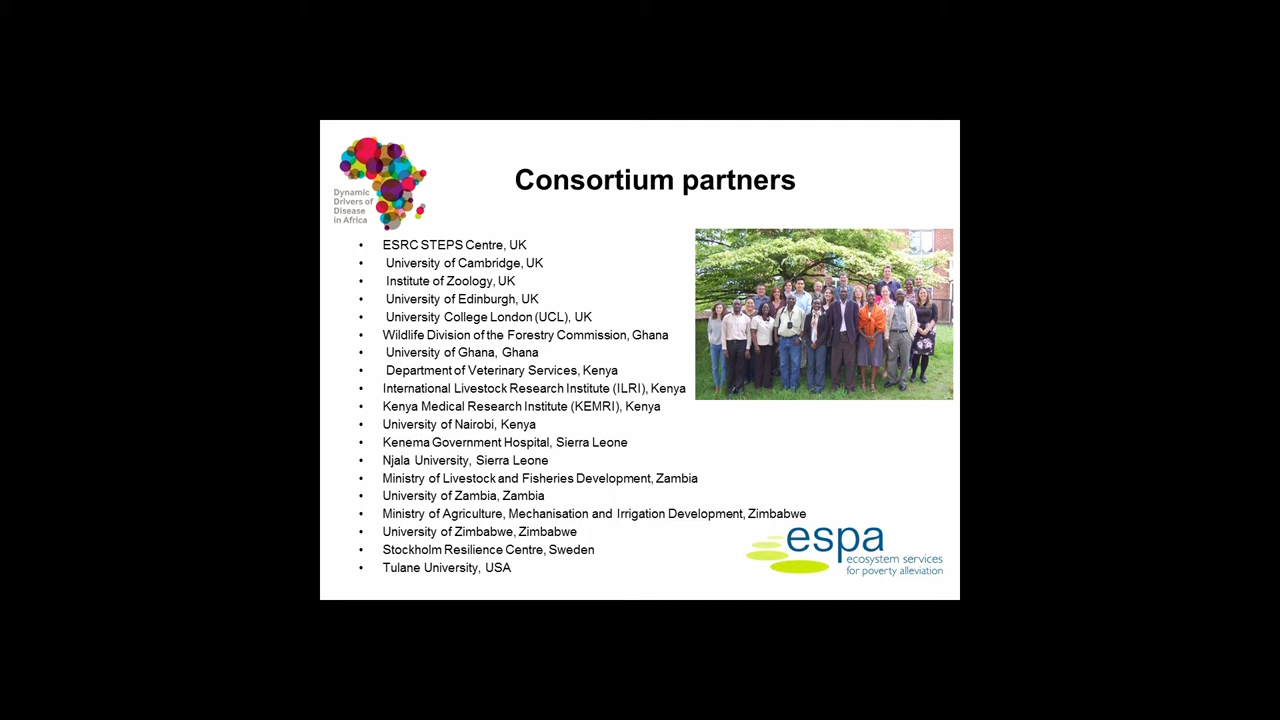 Dynamic
Drivers of
Disease
in Africa
Consortium partners
• ESRC STEPS Centre, UK
• University of Cambridge, UK
• Institute of Zoology, UK
• University of Edinburgh, UK
• University College London (UCL), UK
• Wildlife Division of the Forestry Commission, Ghana
• University of Ghana, Ghana
• Department of Veterinary Services, Kenya
• International Livestock Research Institute (ILRI), Kenya
• Kenya Medical Research Institute (KEMRI), Kenya
• University of Nairobi, Kenya
• Kenema Government Hospital, Sierra Leone
• Njala University, Sierra Leone
• Ministry of Livestock and Fisheries Development, Zambia
• University of Zambia, Zambia
• Ministry of Agriculture, Mechanisation and Irrigation Development, Zimbabwe
• University of Zimbabwe, Zimbabwe
• Stockholm Resilience Centre, Sweden
• Tulane University, USA
espa
ecosystem services
for poverty alleviation